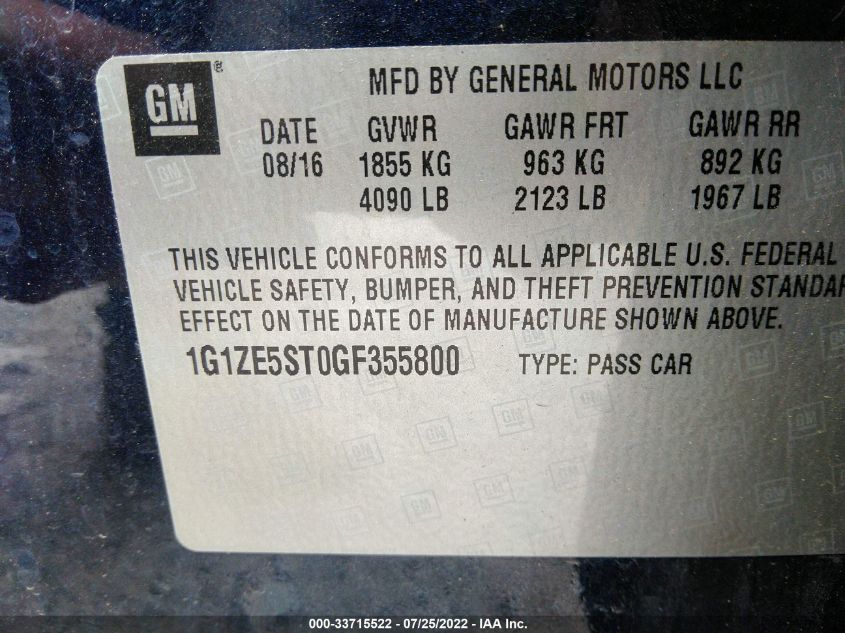 GM®
MFD BY GENERAL MOTORS LLC
DATE GVWR GAWR FRT GAWR RR
08/16 1855 KG 963 KG 892 KG
4090 LB 2123 LB 1967 LB
THIS VEHICLE CONFORMS TO ALL APPLICABLE U.S. FEDERAL
VEHICLE SAFETY, BUMPER, AND THEFT PREVENTION STANDAR
EFFECT ON THE DATE OF MANUFACTURE SHOWN ABOVE.
1G1ZE5ST0GF355800 TYPE: PASS CAR
000-33715522 - 07/25/2022 - IAA Inc.